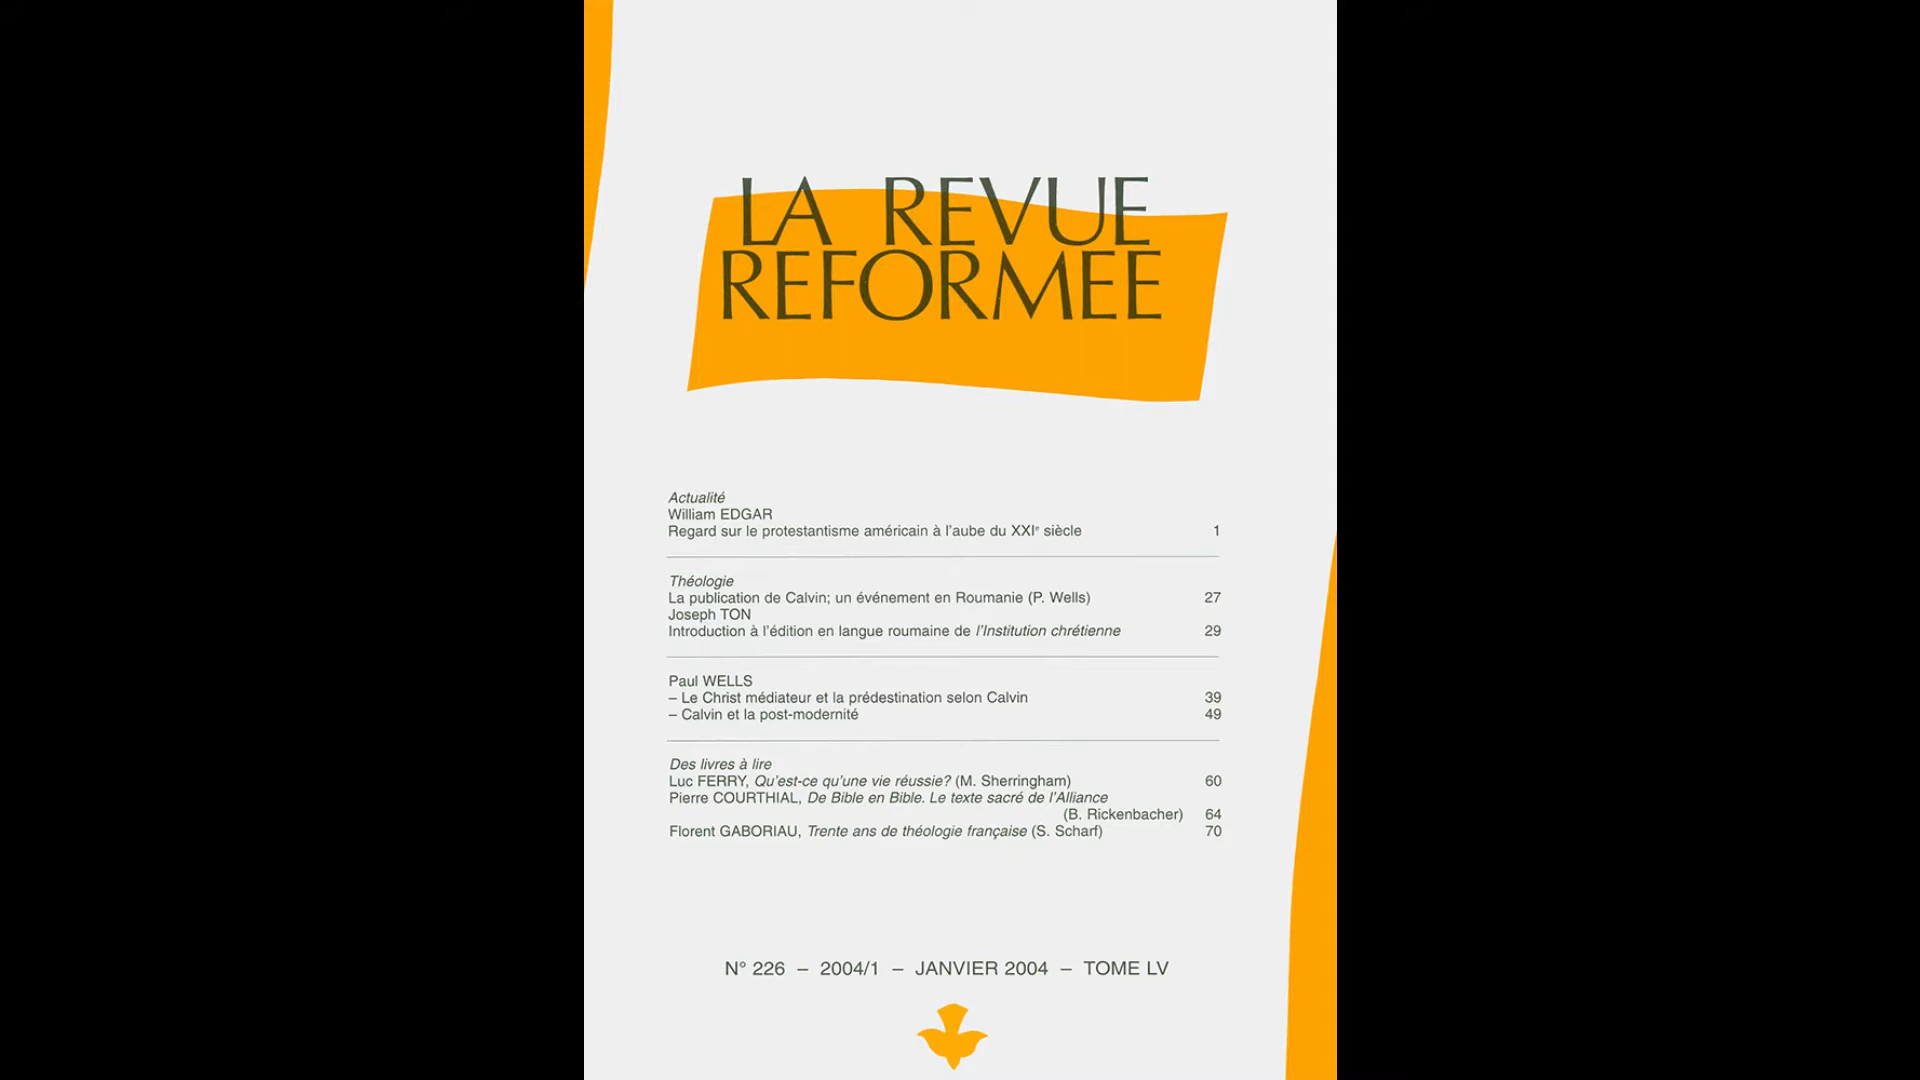 LA REVUE
REFORMEE
Actualité
William EDGAR
Regard sur le protestantisme américain à l'aube du XXIe siècle 1
Théologie
La publication de Calvin; un événement en Roumanie (P. Wells) 27
Joseph TON
Introduction à l'édition en langue roumaine de l'Institution chrétienne 29
Paul WELLS
– Le Christ médiateur et la prédestination selon Calvin 39
– Calvin et la post-modernité 49
Des livres à lire
Luc FERRY, Qu'est-ce qu'une vie réussie? (M. Sherringham) 60
Pierre COURTHIAL, De Bible en Bible. Le texte sacré de l'Alliance
(B. Rickenbacher) 64
Florent GABORIAU, Trente ans de théologie française (S. Scharf) 70
N° 226 – 2004/1 – JANVIER 2004 – TOME LV